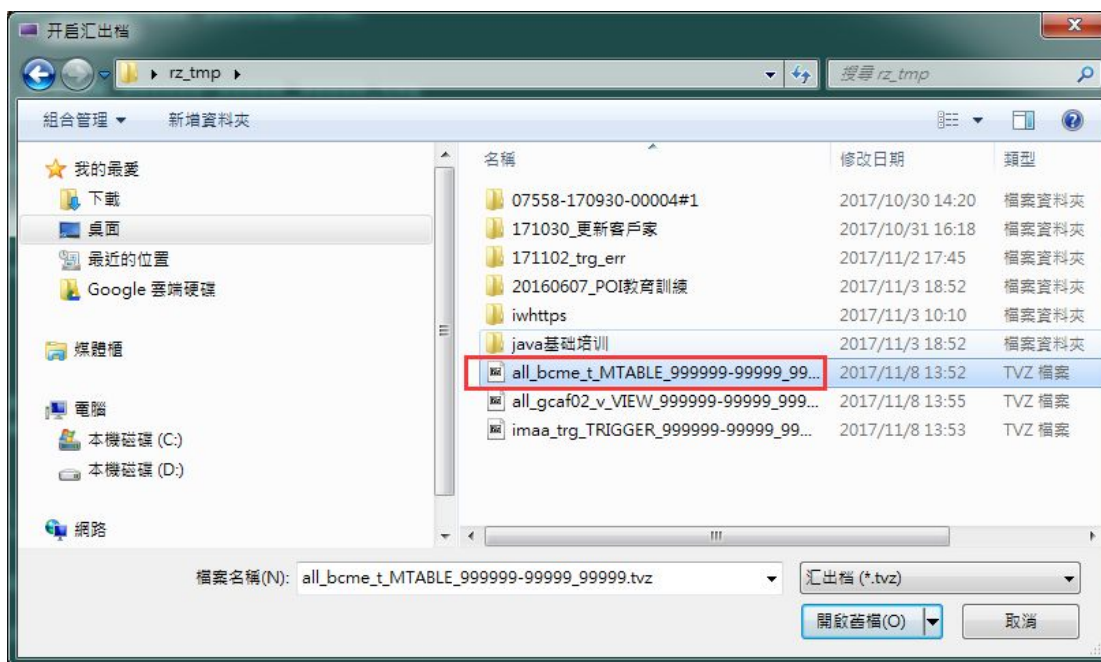 开启汇出档
rz_tmp
搜尋 rz_tmp
組合管理
新增資料夾
我的最愛
下載
桌面
最近的位置
Google 雲端硬碟
媒體櫃
電腦
本機磁碟 (C:)
本機磁碟 (D:)
網路
名稱 修改日期 類型
07558-170930-00004#1 2017/10/30 14:20 檔案資料夾
171030_更新客戶家 2017/10/31 16:18 檔案資料夾
171102_trg_err 2017/11/2 17:45 檔案資料夾
20160607_POI教育訓練 2017/11/3 18:52 檔案資料夾
iwhttps 2017/11/3 10:10 檔案資料夾
java基础培训 2017/11/3 18:52 檔案資料夾
all_bcme_t_MTABLE_999999-99999_99... 2017/11/8 13:52 TVZ 檔案
all_gcaf02_v_VIEW_999999-99999_999... 2017/11/8 13:55 TVZ 檔案
imaa_trg_TRIGGER_999999-99999_99... 2017/11/8 13:53 TVZ 檔案
檔案名稱(N): all_bcme_t_MTABLE_999999-99999_99999.tvz 汇出档 (*.tvz)
開啟舊檔(O) 取消